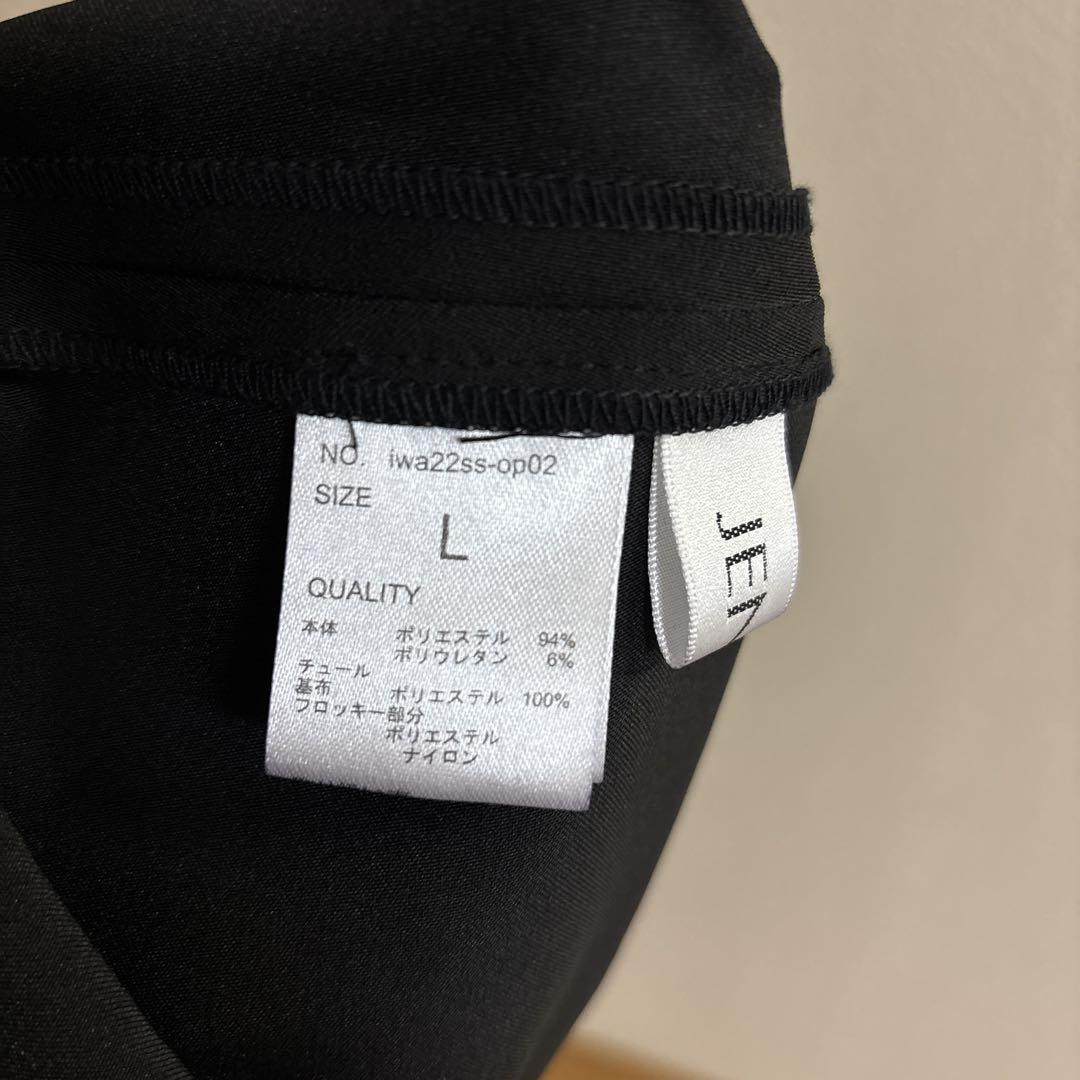 NO. iwa22ss-op02
SIZE
L
QUALITY
本体 ポリエステル 94%
ポリウレタン 6%
チュール
基布 ポリエステル 100%
フロッキー部分
ポリエステル
ナイロン
JEN